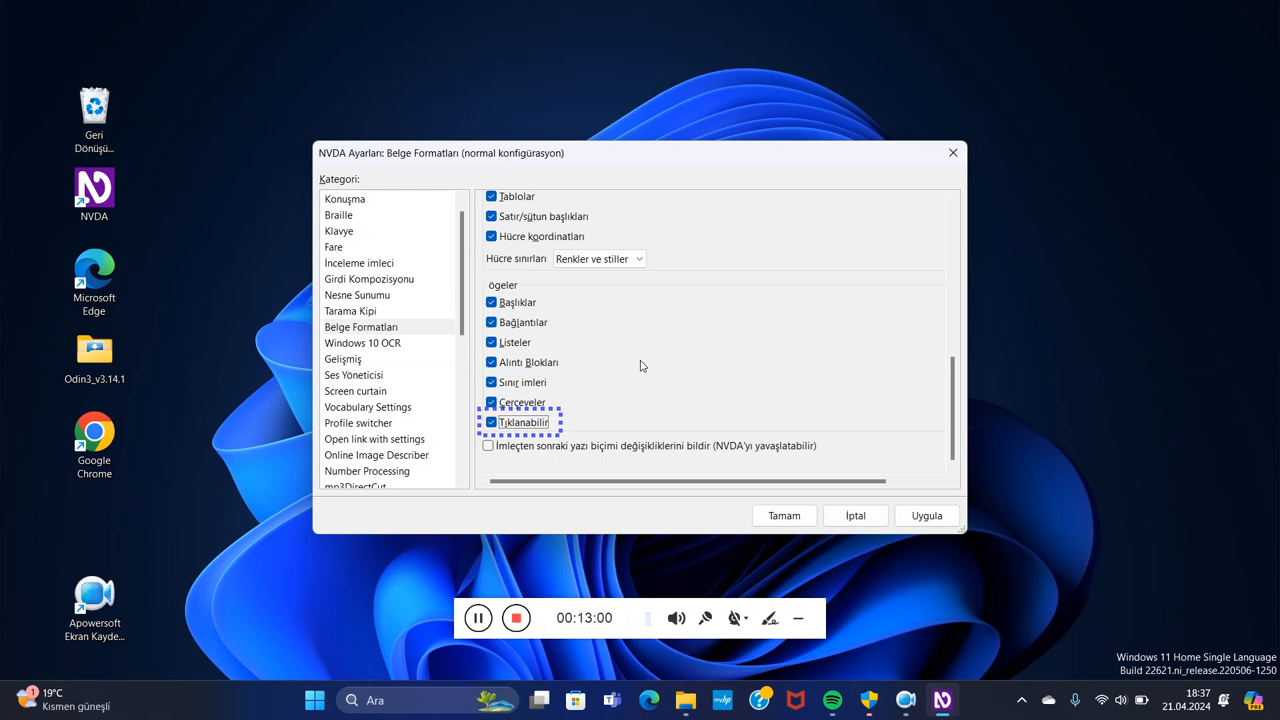 Geri
Dönüşü...
NVDA
Microsoft
Edge
Odin3_v3.14.1
Google
Chrome
Apowersoft
Ekran Kayde...
NVDA Ayarları: Belge Formatları (normal konfigürasyon)
Kategori:
Konuşma
Braille
Klavye
Fare
İnceleme imleci
Girdi Kompozisyonu
Nesne Sunumu
Tarama Kipi
Belge Formatları
Windows 10 OCR
Gelişmiş
Ses Yöneticisi
Screen curtain
Vocabulary Settings
Profile switcher
Open link with settings
Online Image Describer
Number Processing
mp3DirectCut
Tablolar
Satır/sütun başlıkları
Hücre koordinatları
Hücre sınırları Renkler ve stiller
ögeler
Başlıklar
Bağlantılar
Listeler
Alıntı Blokları
Sınır imleri
Çerçeveler
Tıklanabilir
İmleçten sonraki yazı biçimi değişikliklerini bildir (NVDA'yı yavaşlatabilir)
Tamam İptal Uygula
00:13:00
Windows 11 Home Single Language
Build 22621.ni_release.220506-1250
1
19°C
Kısmen güneşli
Ara
myhp
18:37
21.04.2024
PRE